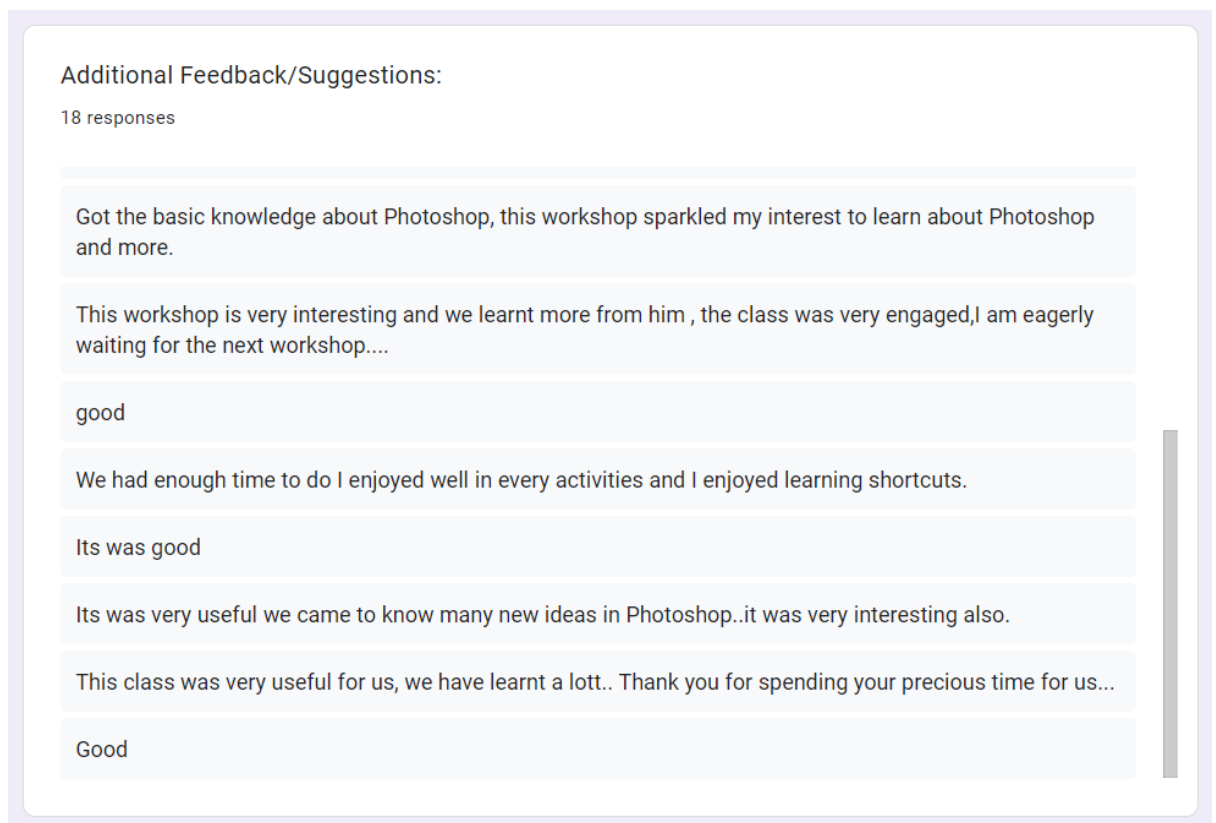 Additional Feedback/Suggestions:
18 responses
Got the basic knowledge about Photoshop, this workshop sparkled my interest to learn about Photoshop
and more.
This workshop is very interesting and we learnt more from him , the class was very engaged,I am eagerly
waiting for the next workshop....
good
We had enough time to do I enjoyed well in every activities and I enjoyed learning shortcuts.
Its was good
Its was very useful we came to know many new ideas in Photoshop..it was very interesting also.
This class was very useful for us, we have learnt a lott.. Thank you for spending your precious time for us...
Good